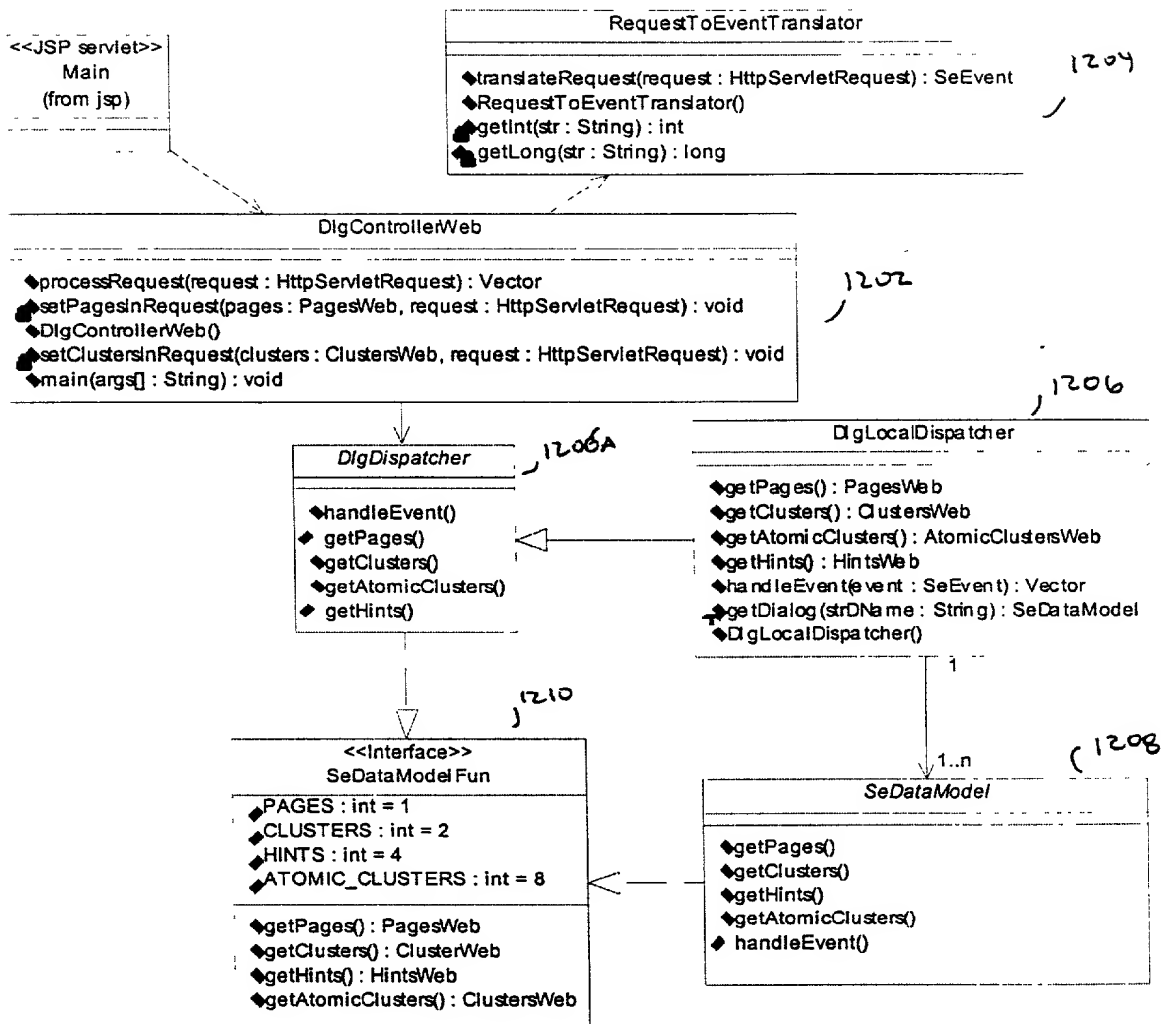 <<JSP servlet>>
Main
(from jsp)
RequestToEventTranslator
translateRequest(request : HttpServletRequest) : SeEvent
RequestToEventTranslator()
getInt(str : String) : int
getLong(str : String) : long
1204
DlgControllerWeb
processRequest(request : HttpServletRequest) : Vector
setPagesInRequest(pages : PagesWeb, request : HttpServletRequest) : void
DlgControllerWeb()
setClustersInRequest(clusters : ClustersWeb, request : HttpServletRequest) : void
main(args[] : String) : void
1202
DlgDispatcher
handleEvent()
getPages()
getClusters()
getAtomicClusters()
getHints()
1206A
DlgLocalDispatcher
getPages() : PagesWeb
getClusters() : ClustersWeb
getAtomicClusters() : AtomicClustersWeb
getHints() : HintsWeb
handleEvent(event : SeEvent) : Vector
getDialog(strDName : String) : SeDataModel
DlgLocalDispatcher()
1206
1
1..n
<<Interface>>
SeDataModelFun
PAGES : int = 1
CLUSTERS : int = 2
HINTS : int = 4
ATOMIC_CLUSTERS : int = 8
getPages() : PagesWeb
getClusters() : ClusterWeb
getHints() : HintsWeb
getAtomicClusters() : ClustersWeb
1210
SeDataModel
getPages()
getClusters()
getHints()
getAtomicClusters()
handleEvent()
1208